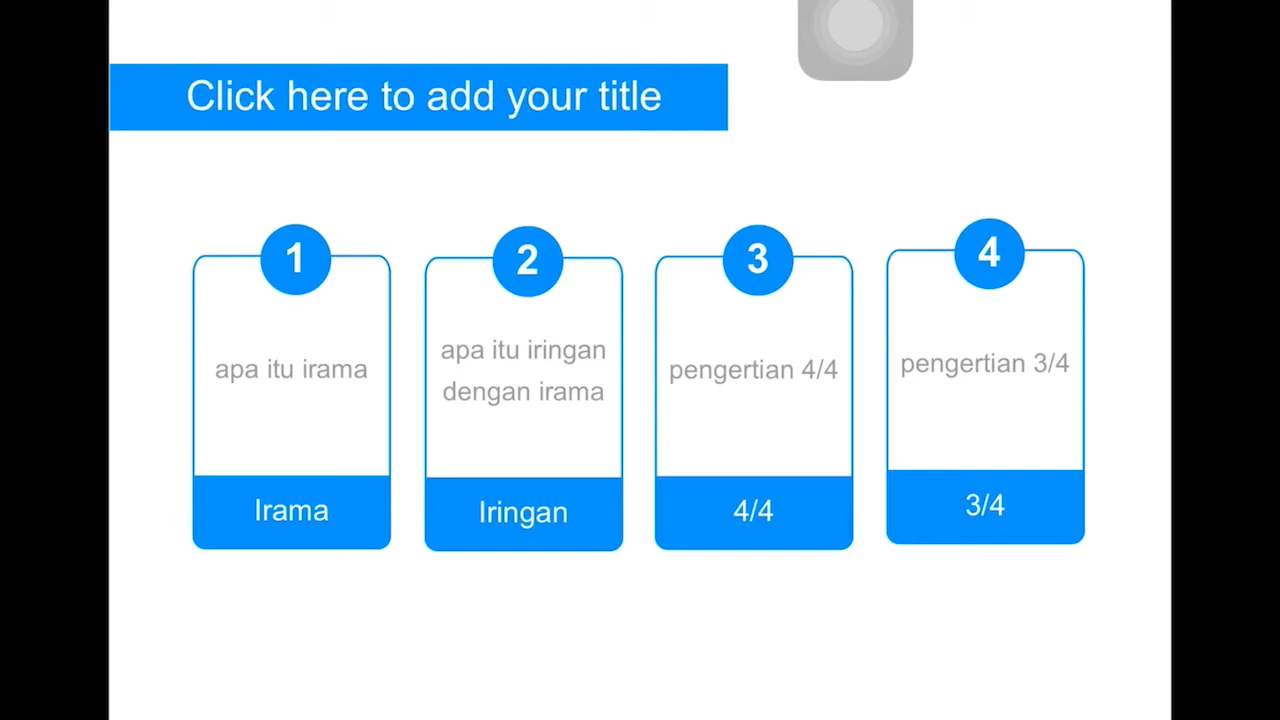 Click here to add your title
1
apa itu irama
Irama
2
apa itu iringan
dengan irama
Iringan
3
pengertian 4/4
4/4
4
pengertian 3/4
3/4